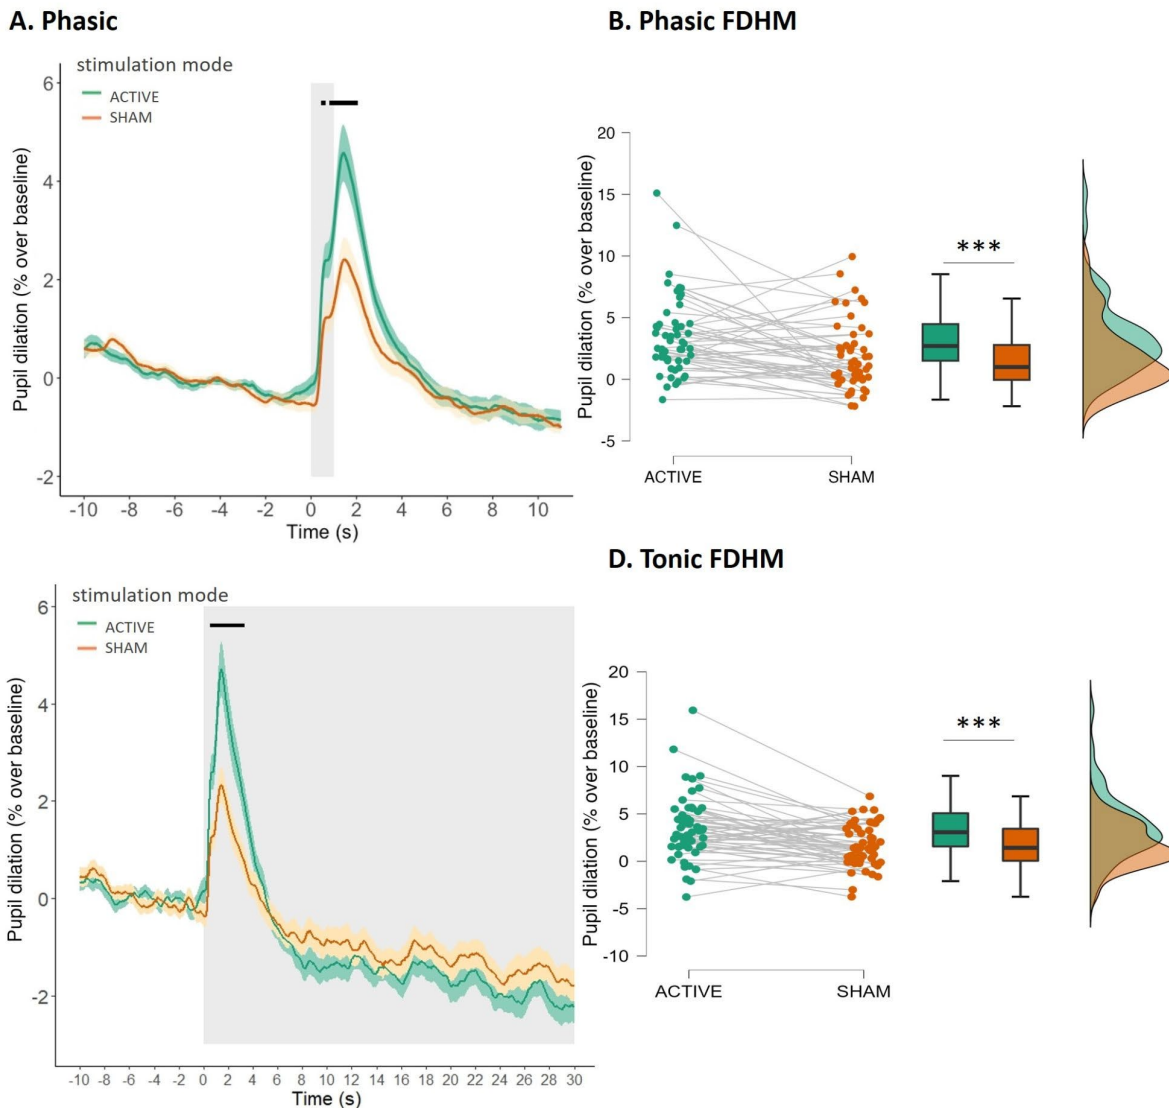 A. Phasic
stimulation mode
ACTIVE
SHAM
Pupil dilation (% over baseline)
6
4
2
0
-2
-10 -8 -6 -4 -2 0 2 4 6 8 10
Time (s)
B. Phasic FDHM
Pupil dilation (% over baseline)
20
15
10
5
0
-5
ACTIVE SHAM
***
stimulation mode
ACTIVE
SHAM
Pupil dilation (% over baseline)
6
4
2
0
-2
-10 -8 -6 -4 -2 0 2 4 6 8 10 12 14 16 18 20 22 24 26 28 30
Time (s)
D. Tonic FDHM
Pupil dilation (% over baseline)
20
15
10
5
0
-5
-10
ACTIVE SHAM
***